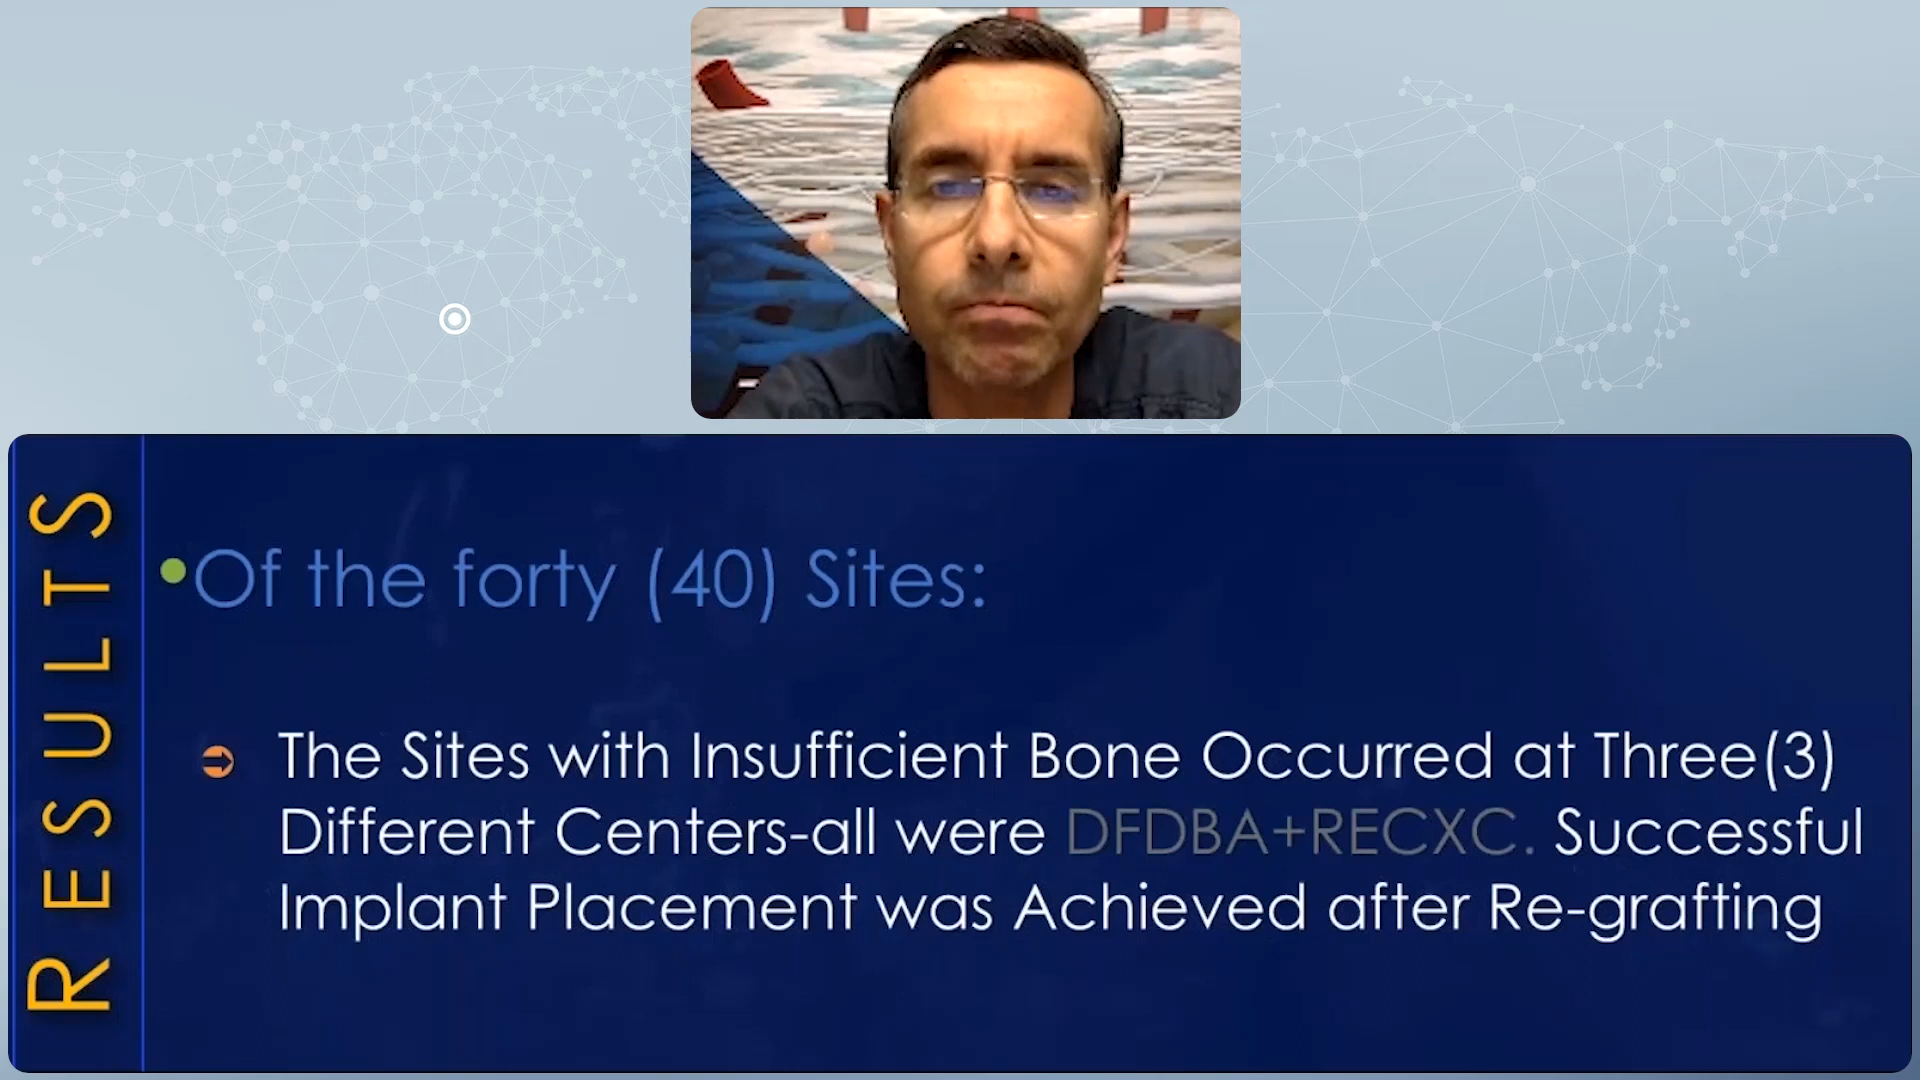 RESULTS
•Of the forty (40) Sites:
The Sites with Insufficient Bone Occurred at Three(3)
Different Centers-all were DFDBA+RECXC. Successful
Implant Placement was Achieved after Re-grafting